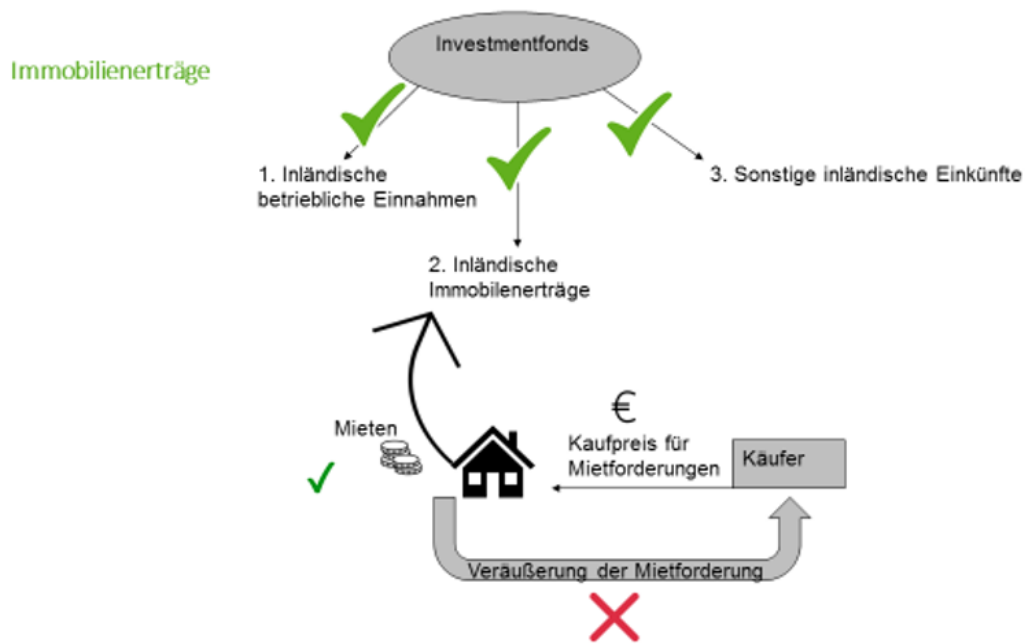 Investmentfonds
Immobilienerträge
1. Inländische
betriebliche Einnahmen
3. Sonstige inländische Einkünfte
2. Inländische
Immobilenerträge
€
Mieten
Kaufpreis für
Mietforderungen
Käufer
Veräußerung der Mietforderung